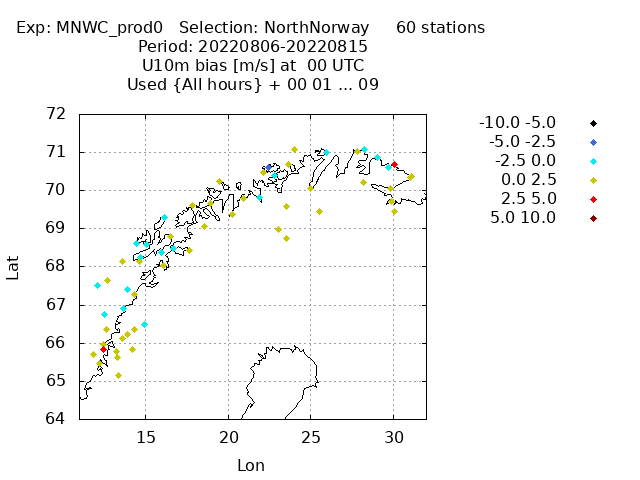 Exp: MNWC_prod0 Selection: NorthNorway 60 stations
Period: 20220806-20220815
U10m bias [m/s] at 00 UTC
Used {All hours} + 00 01 ... 09
72
71
70
69
68
67
66
65
64
Lat
15 20 25 30
Lon
-10.0 -5.0
-5.0 -2.5
-2.5 0.0
0.0 2.5
2.5 5.0
5.0 10.0